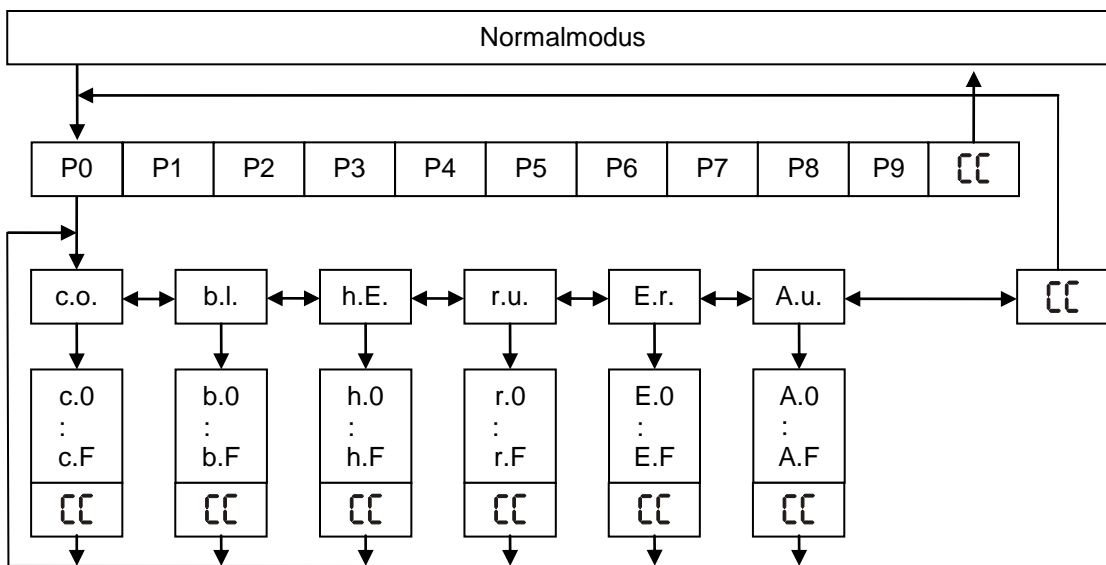 Normalmodus
P0 P1 P2 P3 P4 P5 P6 P7 P8 P9 CC
c.o. b.l. h.E. r.u. E.r. A.u. CC
c.0 b.0 h.0 r.0 E.0 A.0
: : : : : :
c.F b.F h.F r.F E.F A.F
CC CC CC CC CC CC